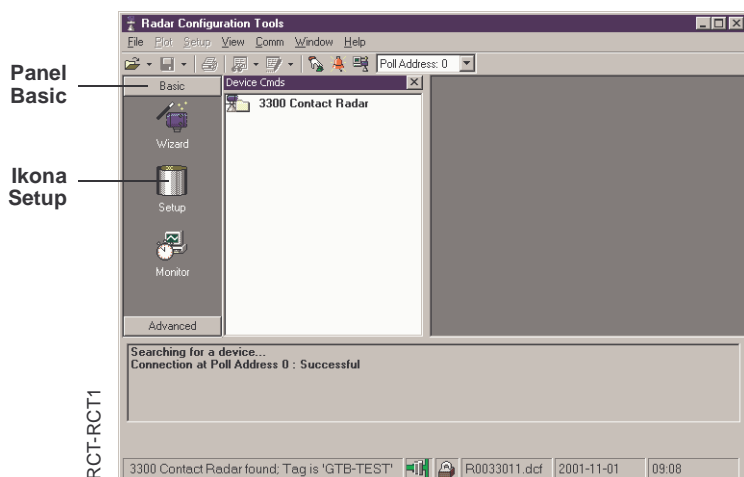 Radar Configuration Tools
File Plot Setup View Comm Window Help
Poll Address: 0
Panel
Basic
Basic
Device Cmds
3300 Contact Radar
Wizard
Ikona
Setup
Setup
Monitor
Advanced
Searching for a device...
Connection at Poll Address 0 : Successful
RCT-RCT1
3300 Contact Radar found; Tag is 'GTB-TEST'
R0033011.dcf
2001-11-01
09:08